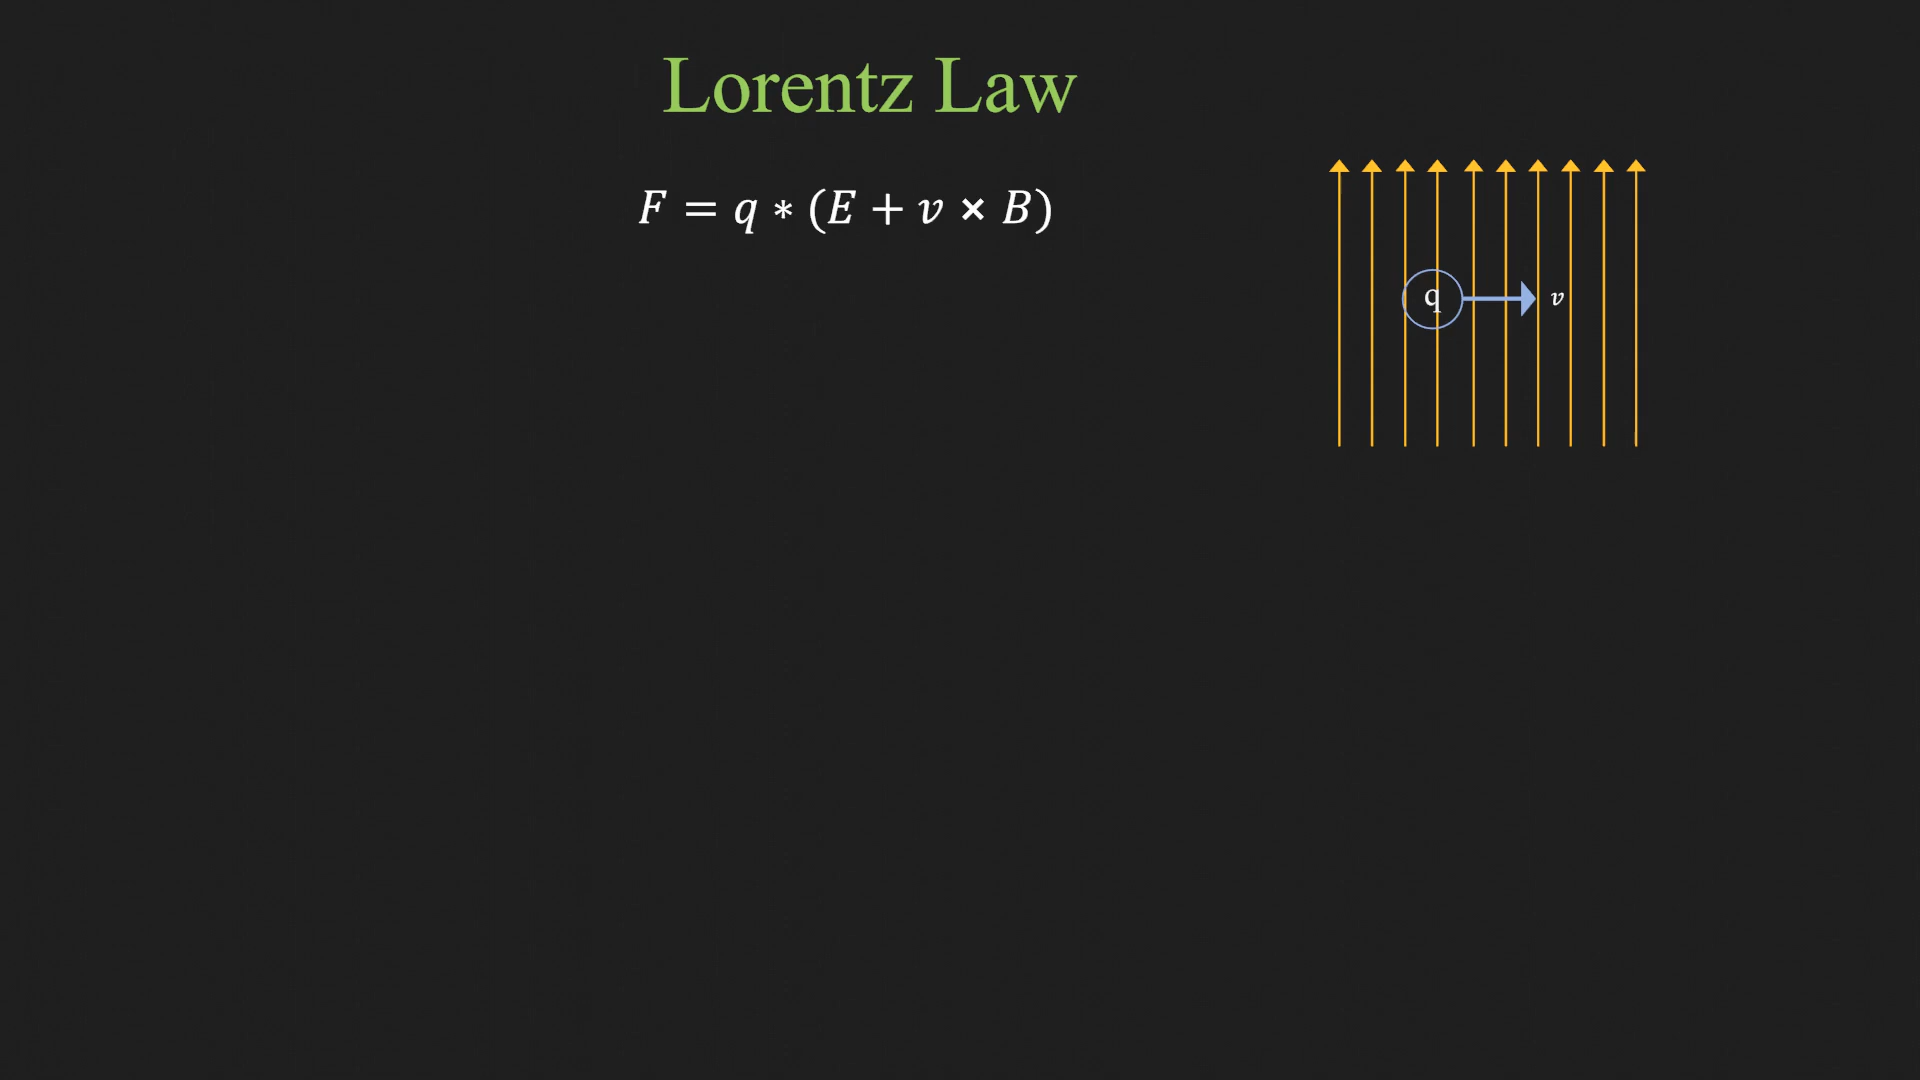 Lorentz Law
F = q * (E + v × B)
q
v